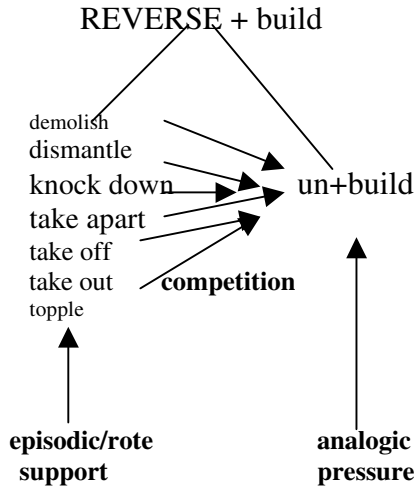 REVERSE + build
demolish
dismantle
knock down
take apart
take off
take out
topple
un+build
competition
episodic/rote
support
analogic
pressure